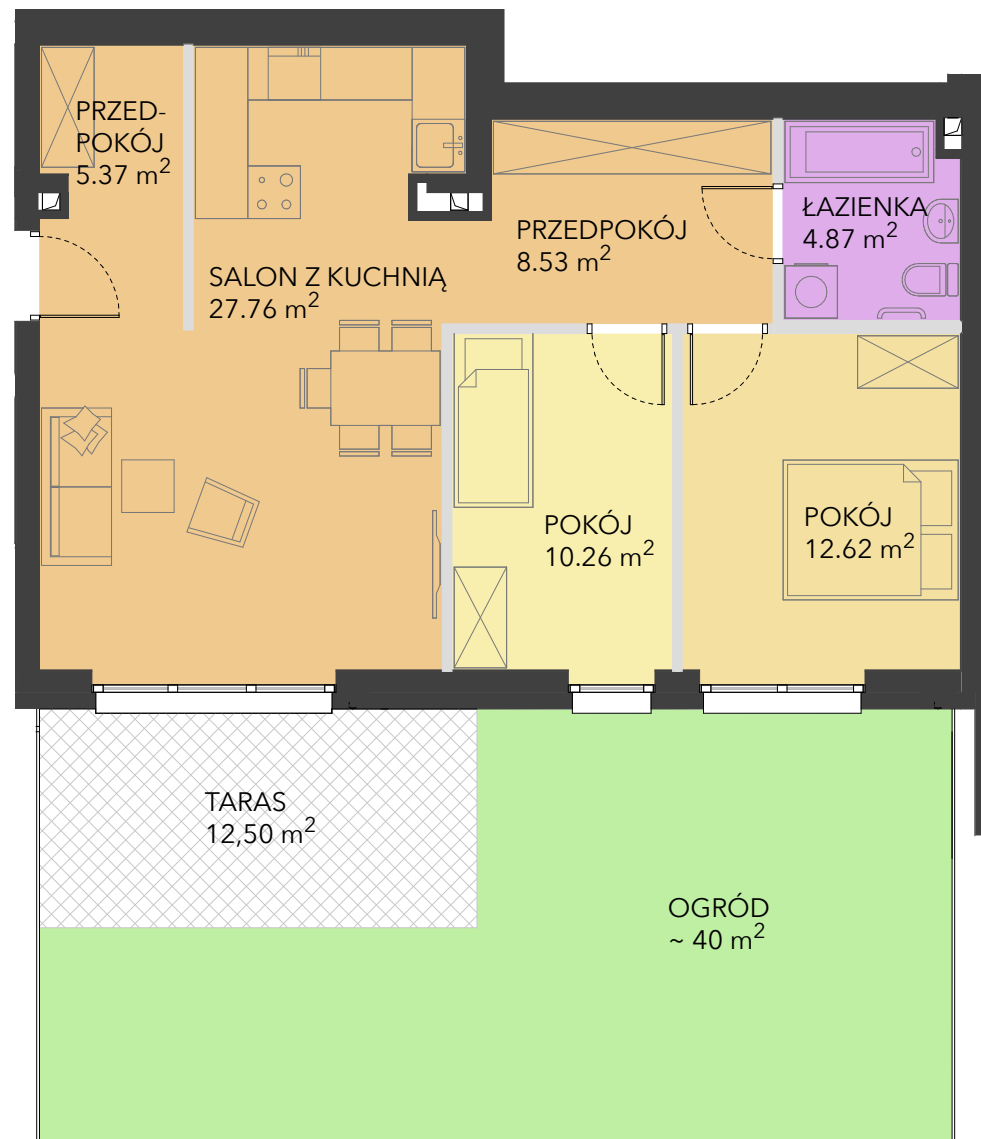 PRZED-
POKÓJ
5.37 m²
SALON Z KUCHNIĄ
27.76 m²
PRZEDPOKÓJ
8.53 m²
ŁAZIENKA
4.87 m²
POKÓJ
10.26 m²
POKÓJ
12.62 m²
TARAS
12,50 m²
OGRÓD
~ 40 m²